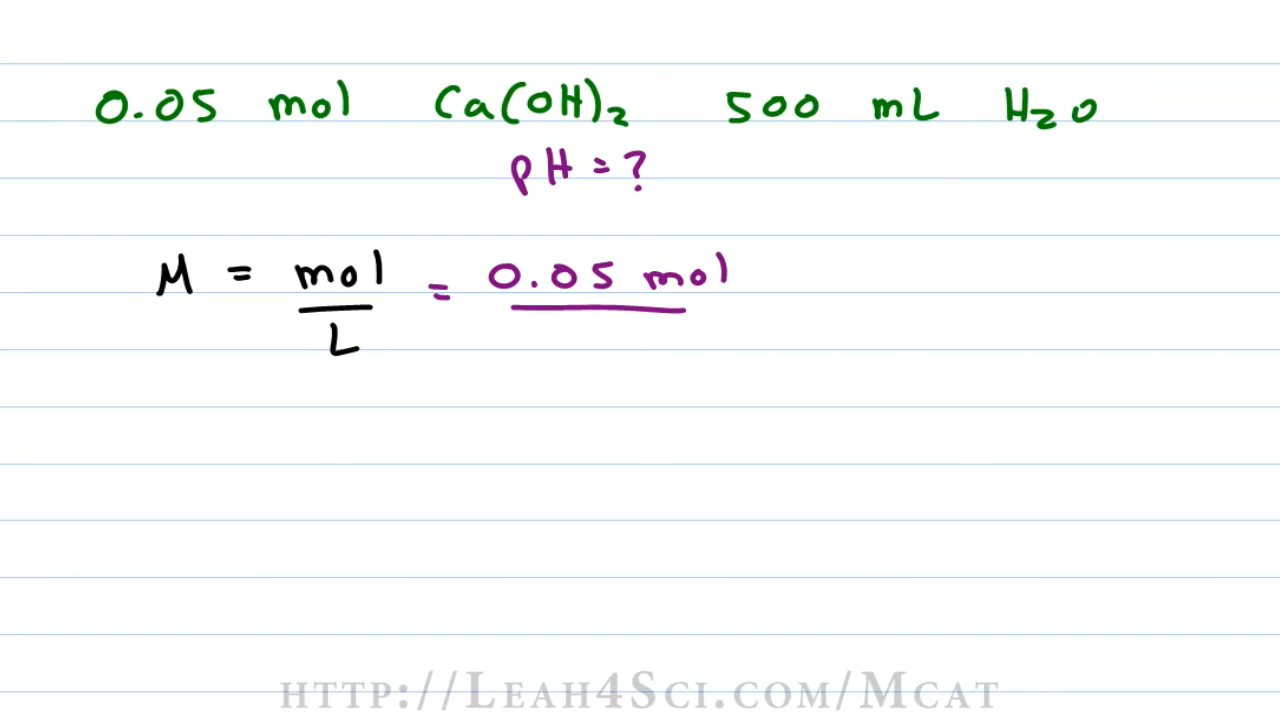 0.05 mol Ca(OH)₂ 500 mL H₂O
pH = ?
M = mol = 0.05 mol
L
HTTP://LEAH4SCI.COM/MCAT